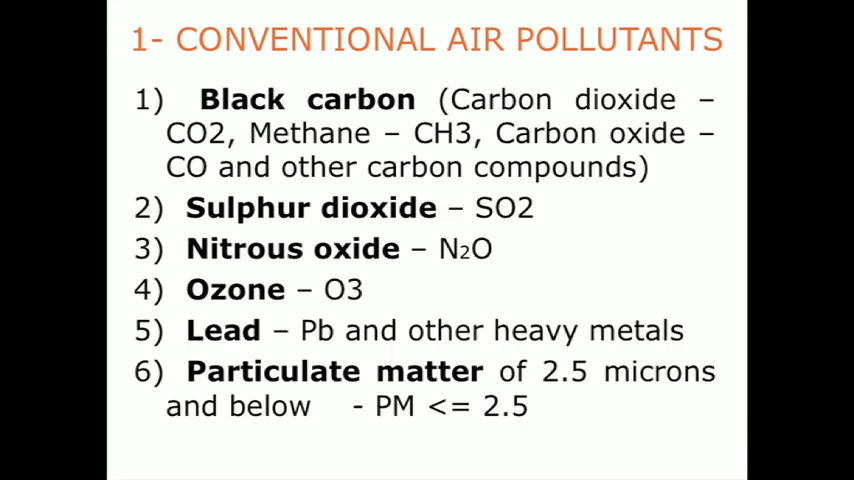 1- CONVENTIONAL AIR POLLUTANTS
1) Black carbon (Carbon dioxide –
CO2, Methane – CH3, Carbon oxide –
CO and other carbon compounds)
2) Sulphur dioxide – SO2
3) Nitrous oxide – N₂O
4) Ozone – O3
5) Lead – Pb and other heavy metals
6) Particulate matter of 2.5 microns
and below - PM <= 2.5